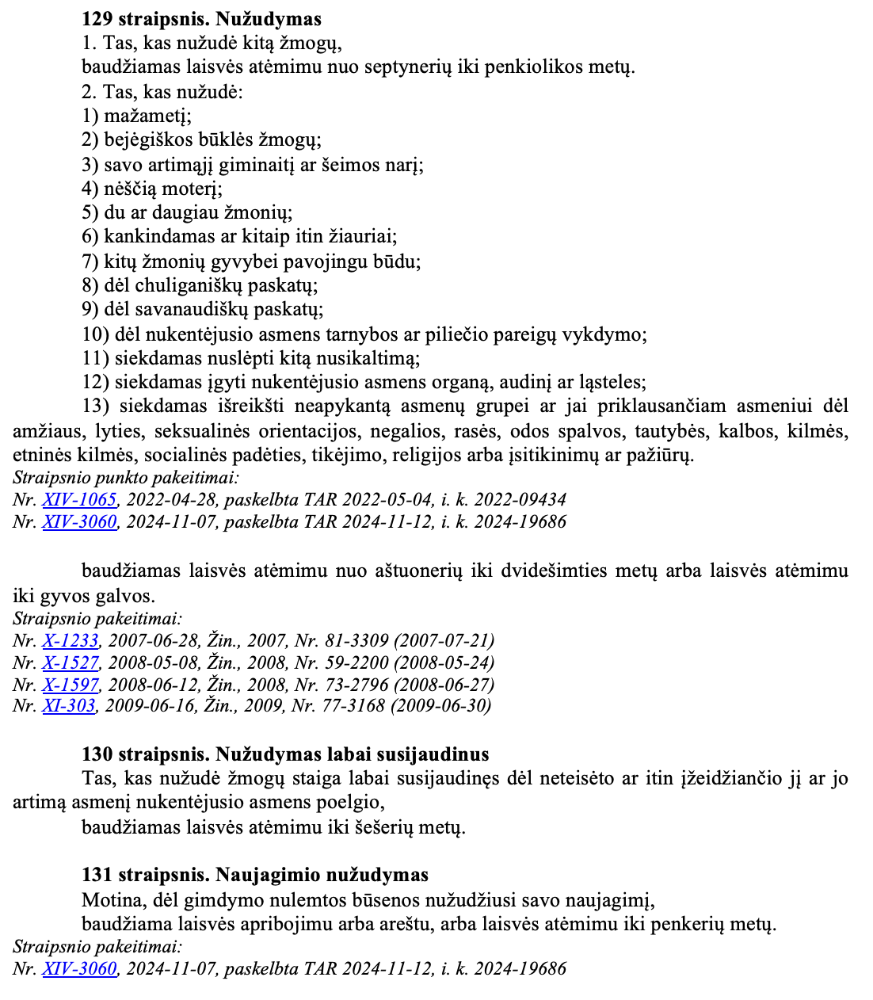 129 straipsnis. Nužudymas
1. Tas, kas nužudė kitą žmogų,
baudžiamas laisvės atėmimu nuo septynerių iki penkiolikos metų.
2. Tas, kas nužudė:
1) mažametį;
2) bejėgiškos būklės žmogų;
3) savo artimąjį giminaitį ar šeimos narį;
4) nėščią moterį;
5) du ar daugiau žmonių;
6) kankindamas ar kitaip itin žiauriai;
7) kitų žmonių gyvybei pavojingu būdu;
8) dėl chuliganiškų paskatų;
9) dėl savanaudiškų paskatų;
10) dėl nukentėjusio asmens tarnybos ar piliečio pareigų vykdymo;
11) siekdamas nuslėpti kitą nusikaltimą;
12) siekdamas įgyti nukentėjusio asmens organą, audinį ar ląsteles;
13) siekdamas išreikšti neapykantą asmenų grupei ar jai priklausančiam asmeniui dėl
amžiaus, lyties, seksualinės orientacijos, negalios, rasės, odos spalvos, tautybės, kalbos, kilmės,
etninės kilmės, socialinės padėties, tikėjimo, religijos arba įsitikinimų ar pažiūrų.
Straipsnio punkto pakeitimai:
Nr. XIV-1065, 2022-04-28, paskelbta TAR 2022-05-04, i. k. 2022-09434
Nr. XIV-3060, 2024-11-07, paskelbta TAR 2024-11-12, i. k. 2024-19686
baudžiamas laisvės atėmimu nuo aštuonerių iki dvidešimties metų arba laisvės atėmimu
iki gyvos galvos.
Straipsnio pakeitimai:
Nr. X-1233, 2007-06-28, Žin., 2007, Nr. 81-3309 (2007-07-21)
Nr. X-1527, 2008-05-08, Žin., 2008, Nr. 59-2200 (2008-05-24)
Nr. X-1597, 2008-06-12, Žin., 2008, Nr. 73-2796 (2008-06-27)
Nr. XI-303, 2009-06-16, Žin., 2009, Nr. 77-3168 (2009-06-30)
130 straipsnis. Nužudymas labai susijaudinus
Tas, kas nužudė žmogų staiga labai susijaudinęs dėl neteisėto ar itin įžeidžiančio jį ar jo
artimą asmenį nukentėjusio asmens poelgio,
baudžiamas laisvės atėmimu iki šešerių metų.
131 straipsnis. Naujagimio nužudymas
Motina, dėl gimdymo nulemtos būsenos nužudžiusi savo naujagimį,
baudžiama laisvės apribojimu arba areštu, arba laisvės atėmimu iki penkerių metų.
Straipsnio pakeitimai:
Nr. XIV-3060, 2024-11-07, paskelbta TAR 2024-11-12, i. k. 2024-19686